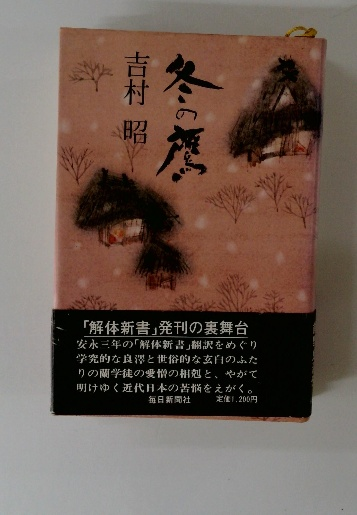 冬の鷹
吉村 昭
「解体新書」発刊の裏舞台
安永三年の「解体新書」翻訳をめぐり
学究的な良澤と世俗的な玄白のふた
りの蘭学徒の愛憎の相剋と、やがて
明けゆく近代日本の苦悩をえがく。
毎日新聞社 定価1,200円